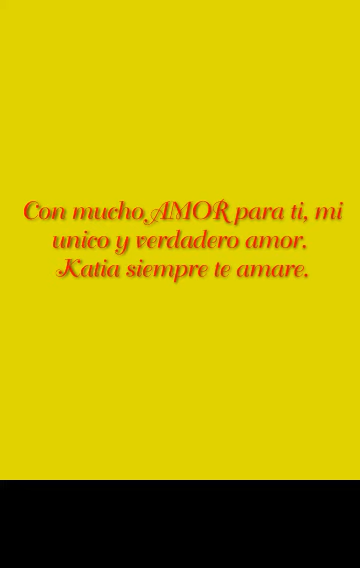 Con mucho AMOR para ti, mi
unico y verdadero amor.
Katia siempre te amare.